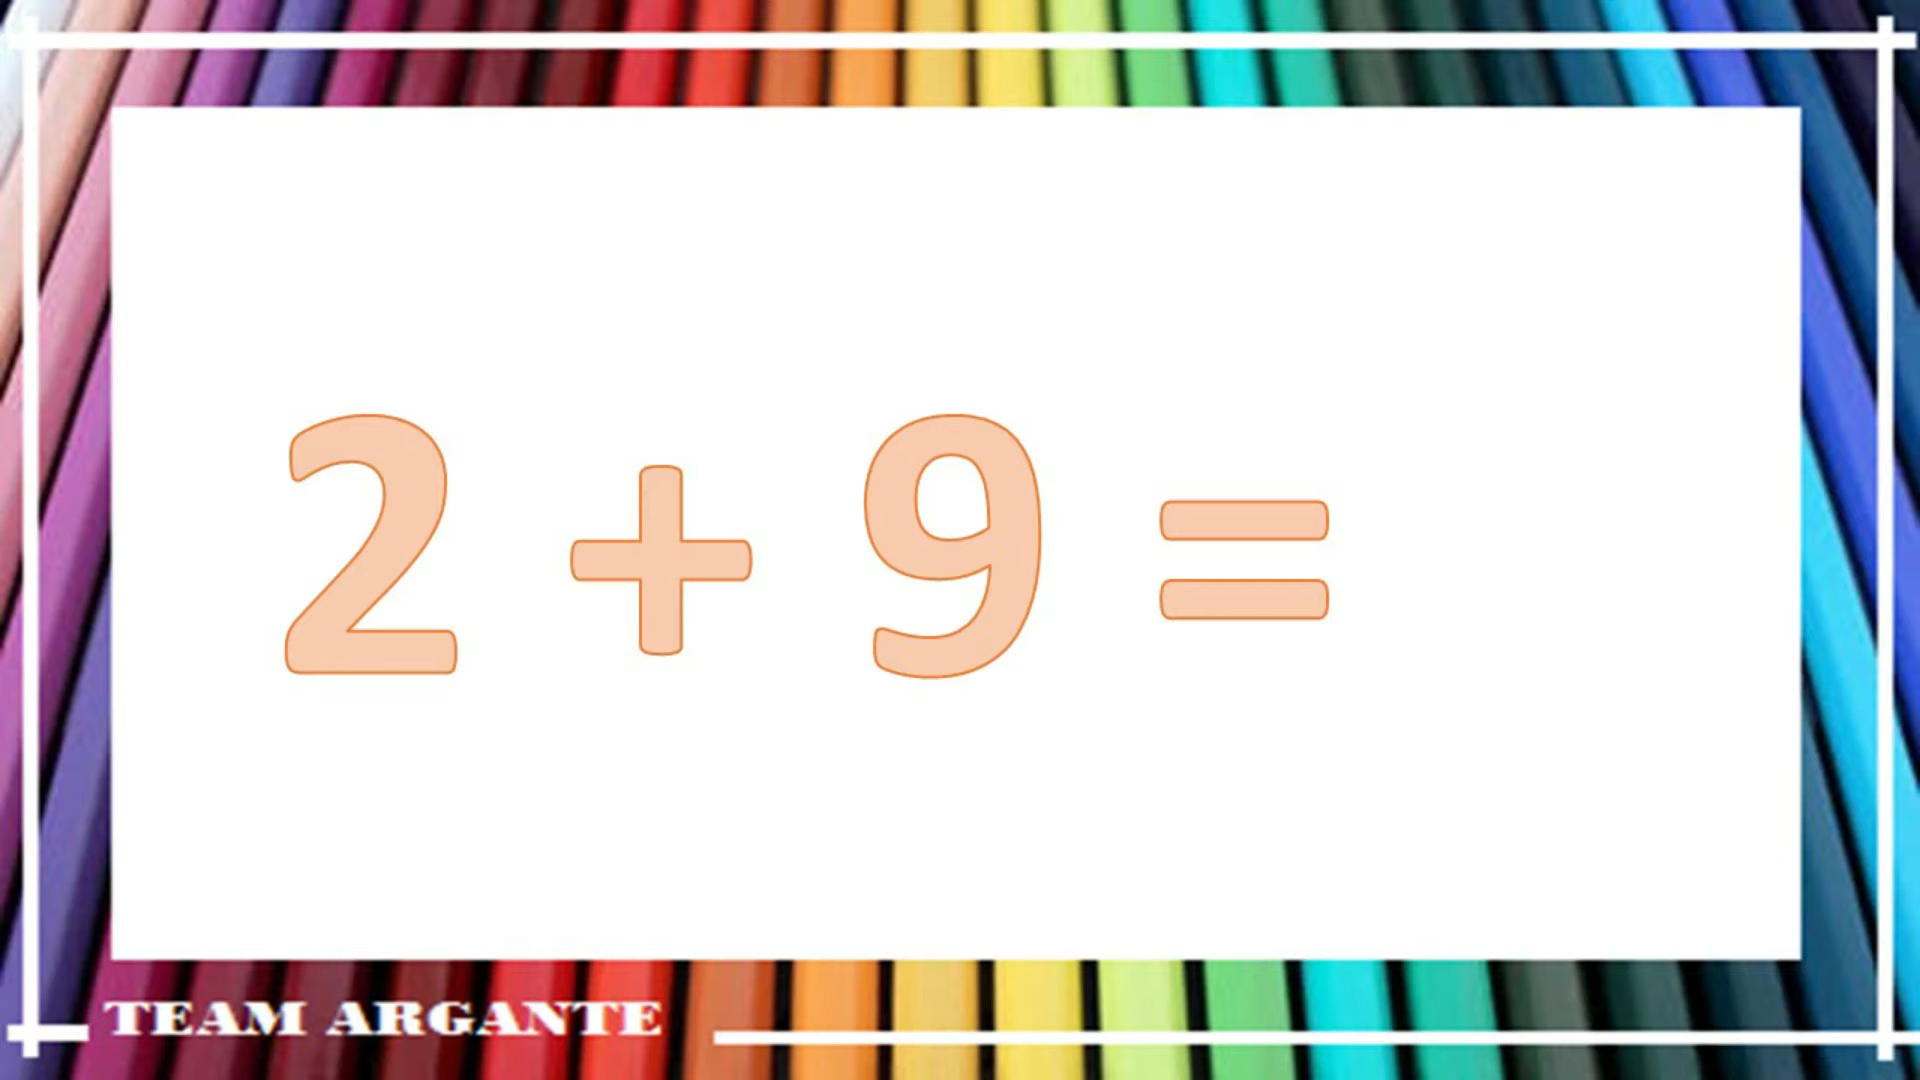 2 + 9 =
TEAM ARGANTE